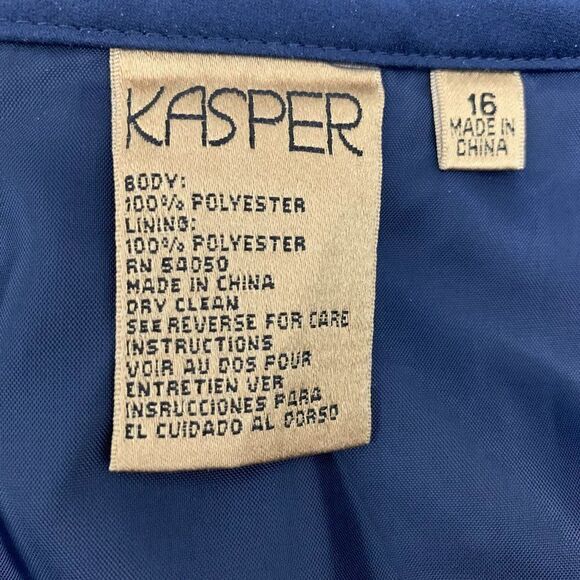 KASPER
BODY:
100% POLYESTER
LINING:
100% POLYESTER
RN 54050
MADE IN CHINA
DRY CLEAN
SEE REVERSE FOR CARE
INSTRUCTIONS
VOIR AU DOS POUR
ENTRETIEN VER
INSRUCCIONES PARA
EL CUIDADO AL DORSO
16
MADE IN
CHINA